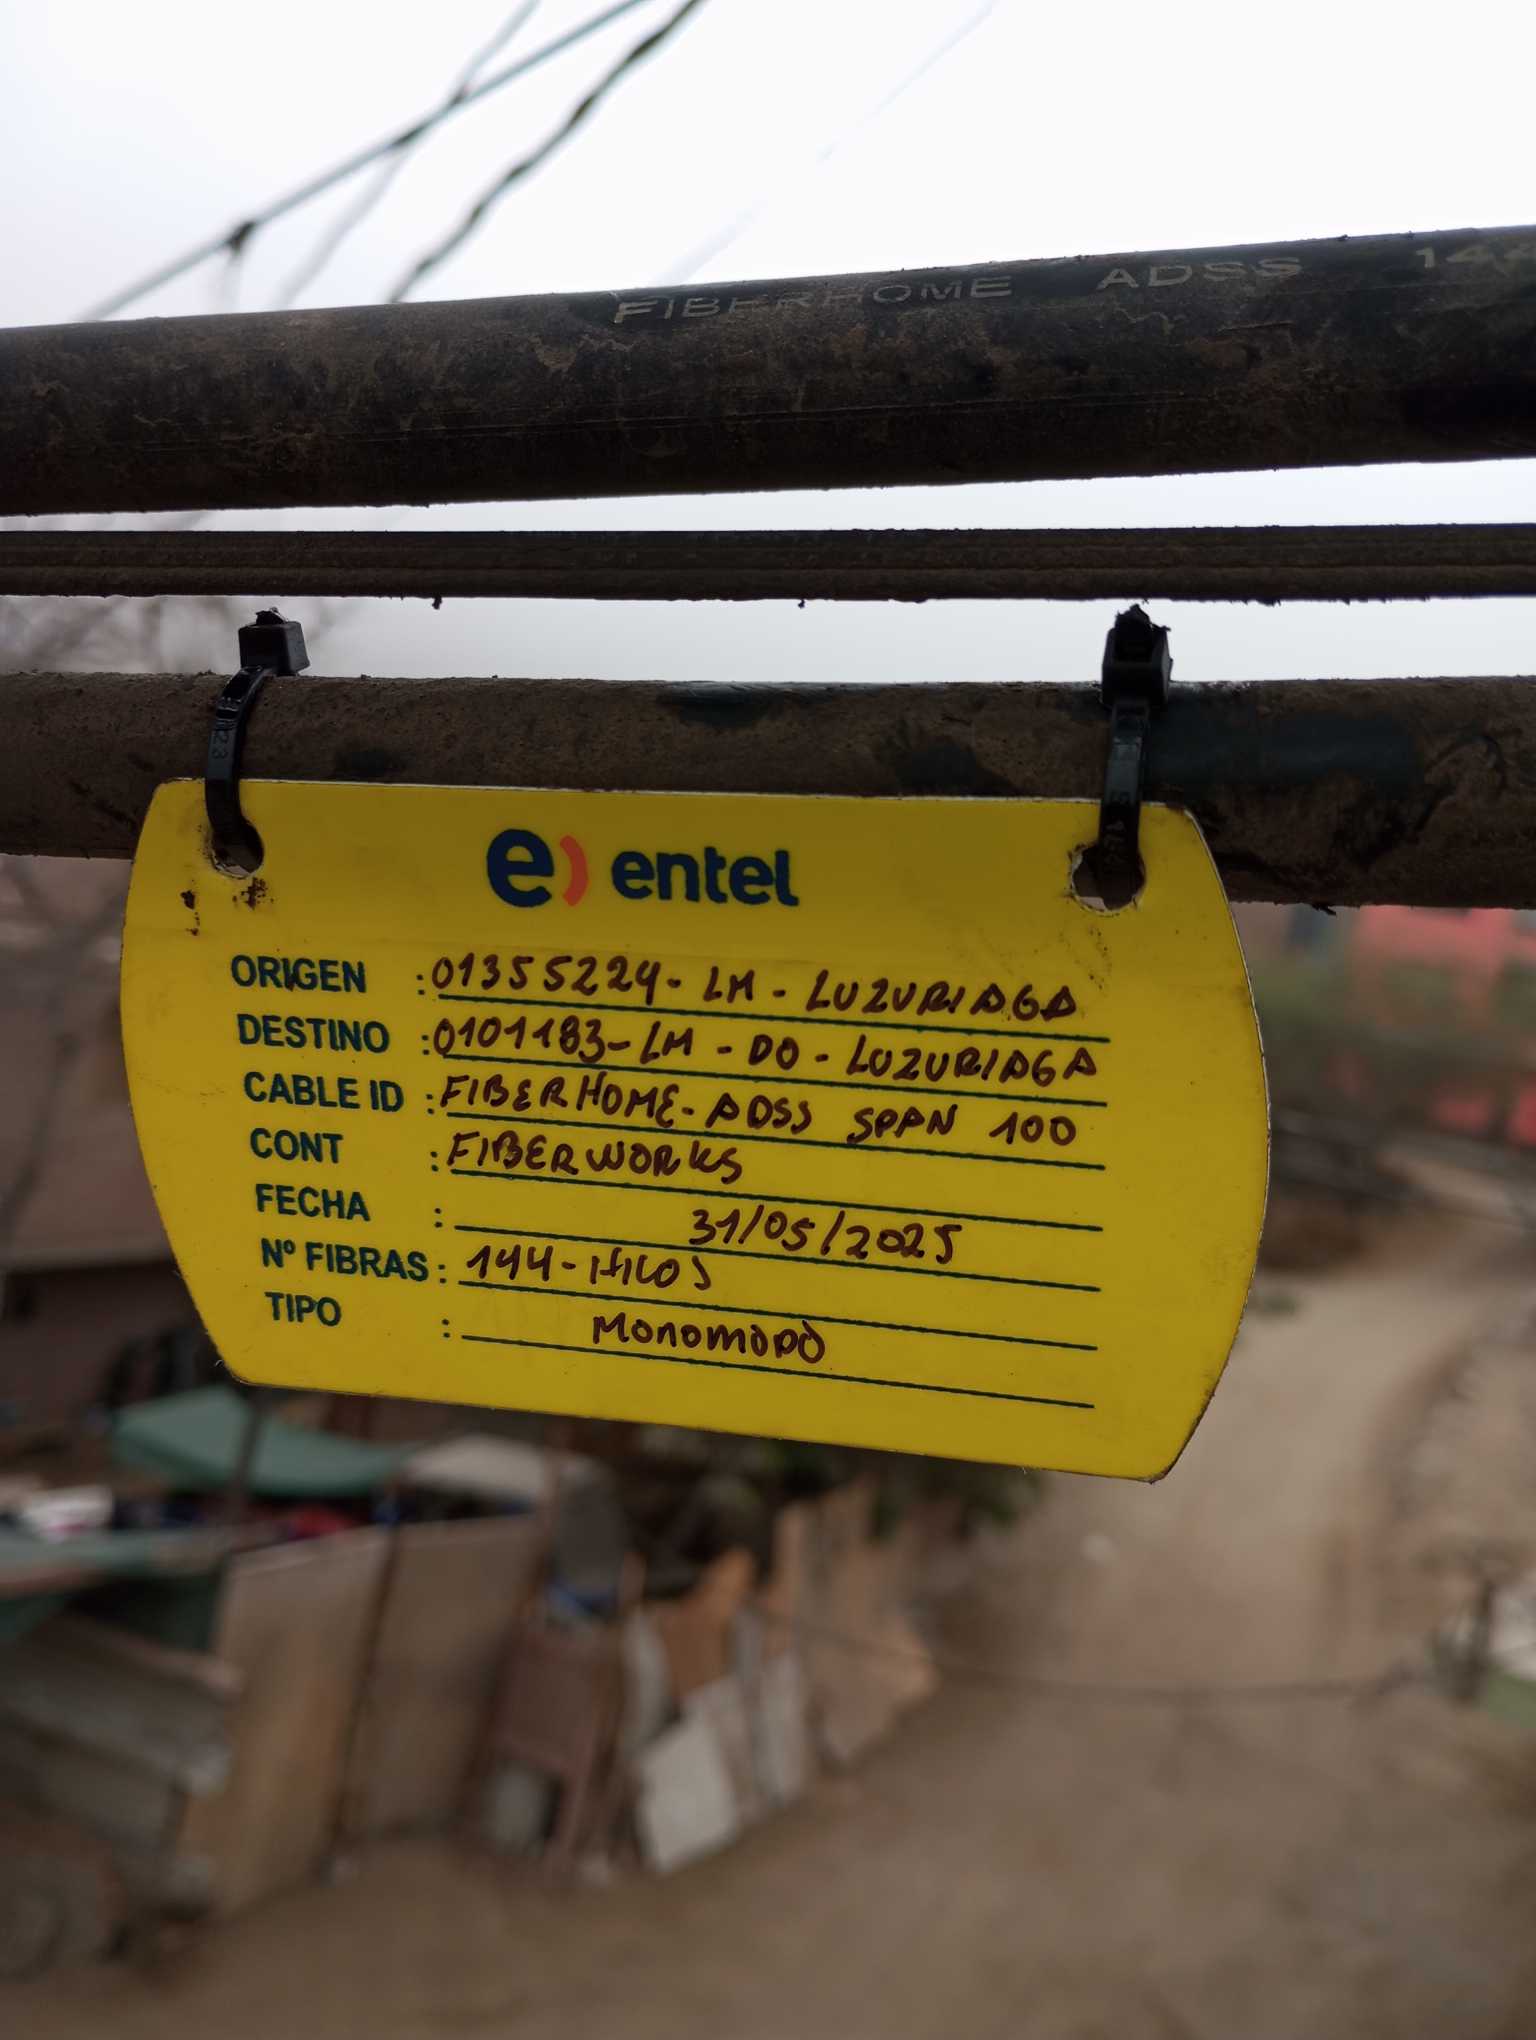 FIBERHOME ADSS 144
e) entel
ORIGEN : 01355224- LM - LUZURIAGA
DESTINO : 0101183-LM - DO - LUZURIAGA
CABLE ID : FIBERHOME- ADSS SPAN 100
CONT : FIBERWORKS
FECHA : 31/05/2025
Nº FIBRAS : 144-HILOS
TIPO : MONOMODO